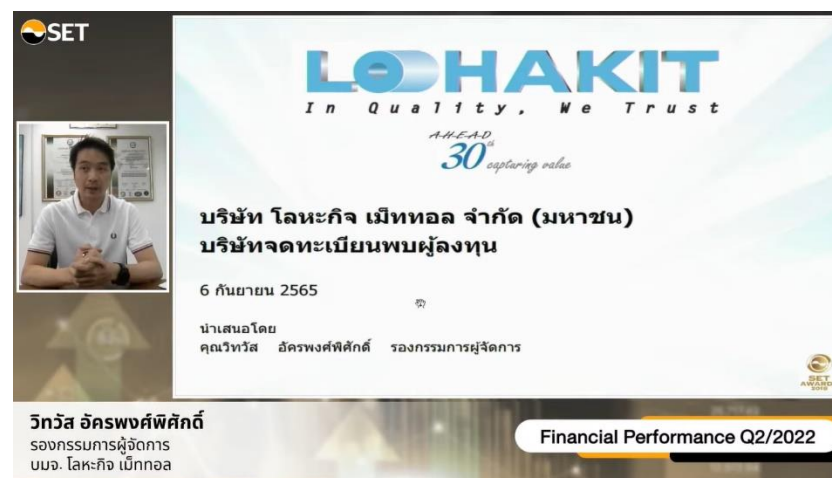 SET
LOHAKIT
In Quality, We Trust
A-H-E-A-D
30th capturing value
บริษัท โลหะกิจ เม็ททอล จำกัด (มหาชน)
บริษัทจดทะเบียนพบผู้ลงทุน
6 กันยายน 2565
นำเสนอโดย
คุณวิทวัส อัครพงศ์พิศักดิ์ รองกรรมการผู้จัดการ
SET
AWARDS
วิทวัส อัครพงศ์พิศักดิ์
รองกรรมการผู้จัดการ
บมจ. โลหะกิจ เม็ททอล
Financial Performance Q2/2022